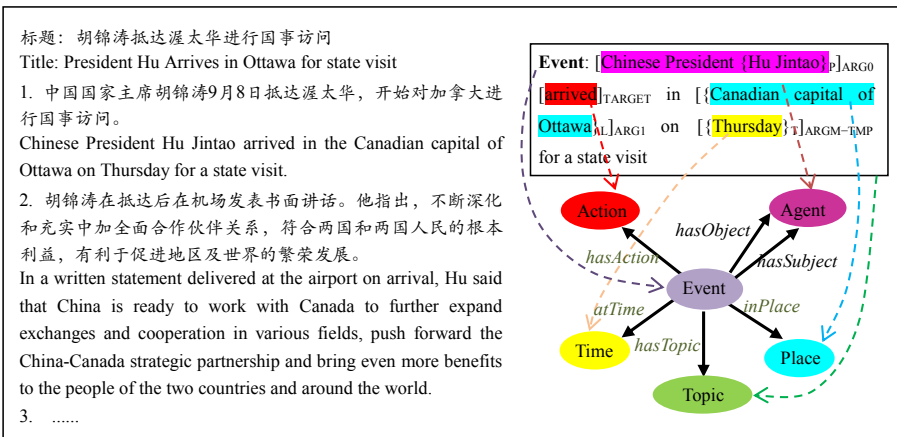 标题：胡锦涛抵达渥太华进行国事访问
Title: President Hu Arrives in Ottawa for state visit
1. 中国国家主席胡锦涛9月8日抵达渥太华，开始对加拿大进
行国事访问。
Chinese President Hu Jintao arrived in the Canadian capital of
Ottawa on Thursday for a state visit.
2. 胡锦涛在抵达后在机场发表书面讲话。他指出，不断深化
和充实中加全面合作伙伴关系，符合两国和两国人民的根本
利益，有利于促进地区及世界的繁荣发展。
In a written statement delivered at the airport on arrival, Hu said
that China is ready to work with Canada to further expand
exchanges and cooperation in various fields, push forward the
China-Canada strategic partnership and bring even more benefits
to the people of the two countries and around the world.
3. ......
Event: [Chinese President {Hu Jintao}P]ARG0
[arrived]TARGET in [{Canadian capital of
Ottawa}L]ARG1 on [{Thursday}T]ARGM-TMP
for a state visit
Action
Agent
hasObject
hasAction
hasSubject
Event
atTime
inPlace
hasTopic
Time
Place
Topic